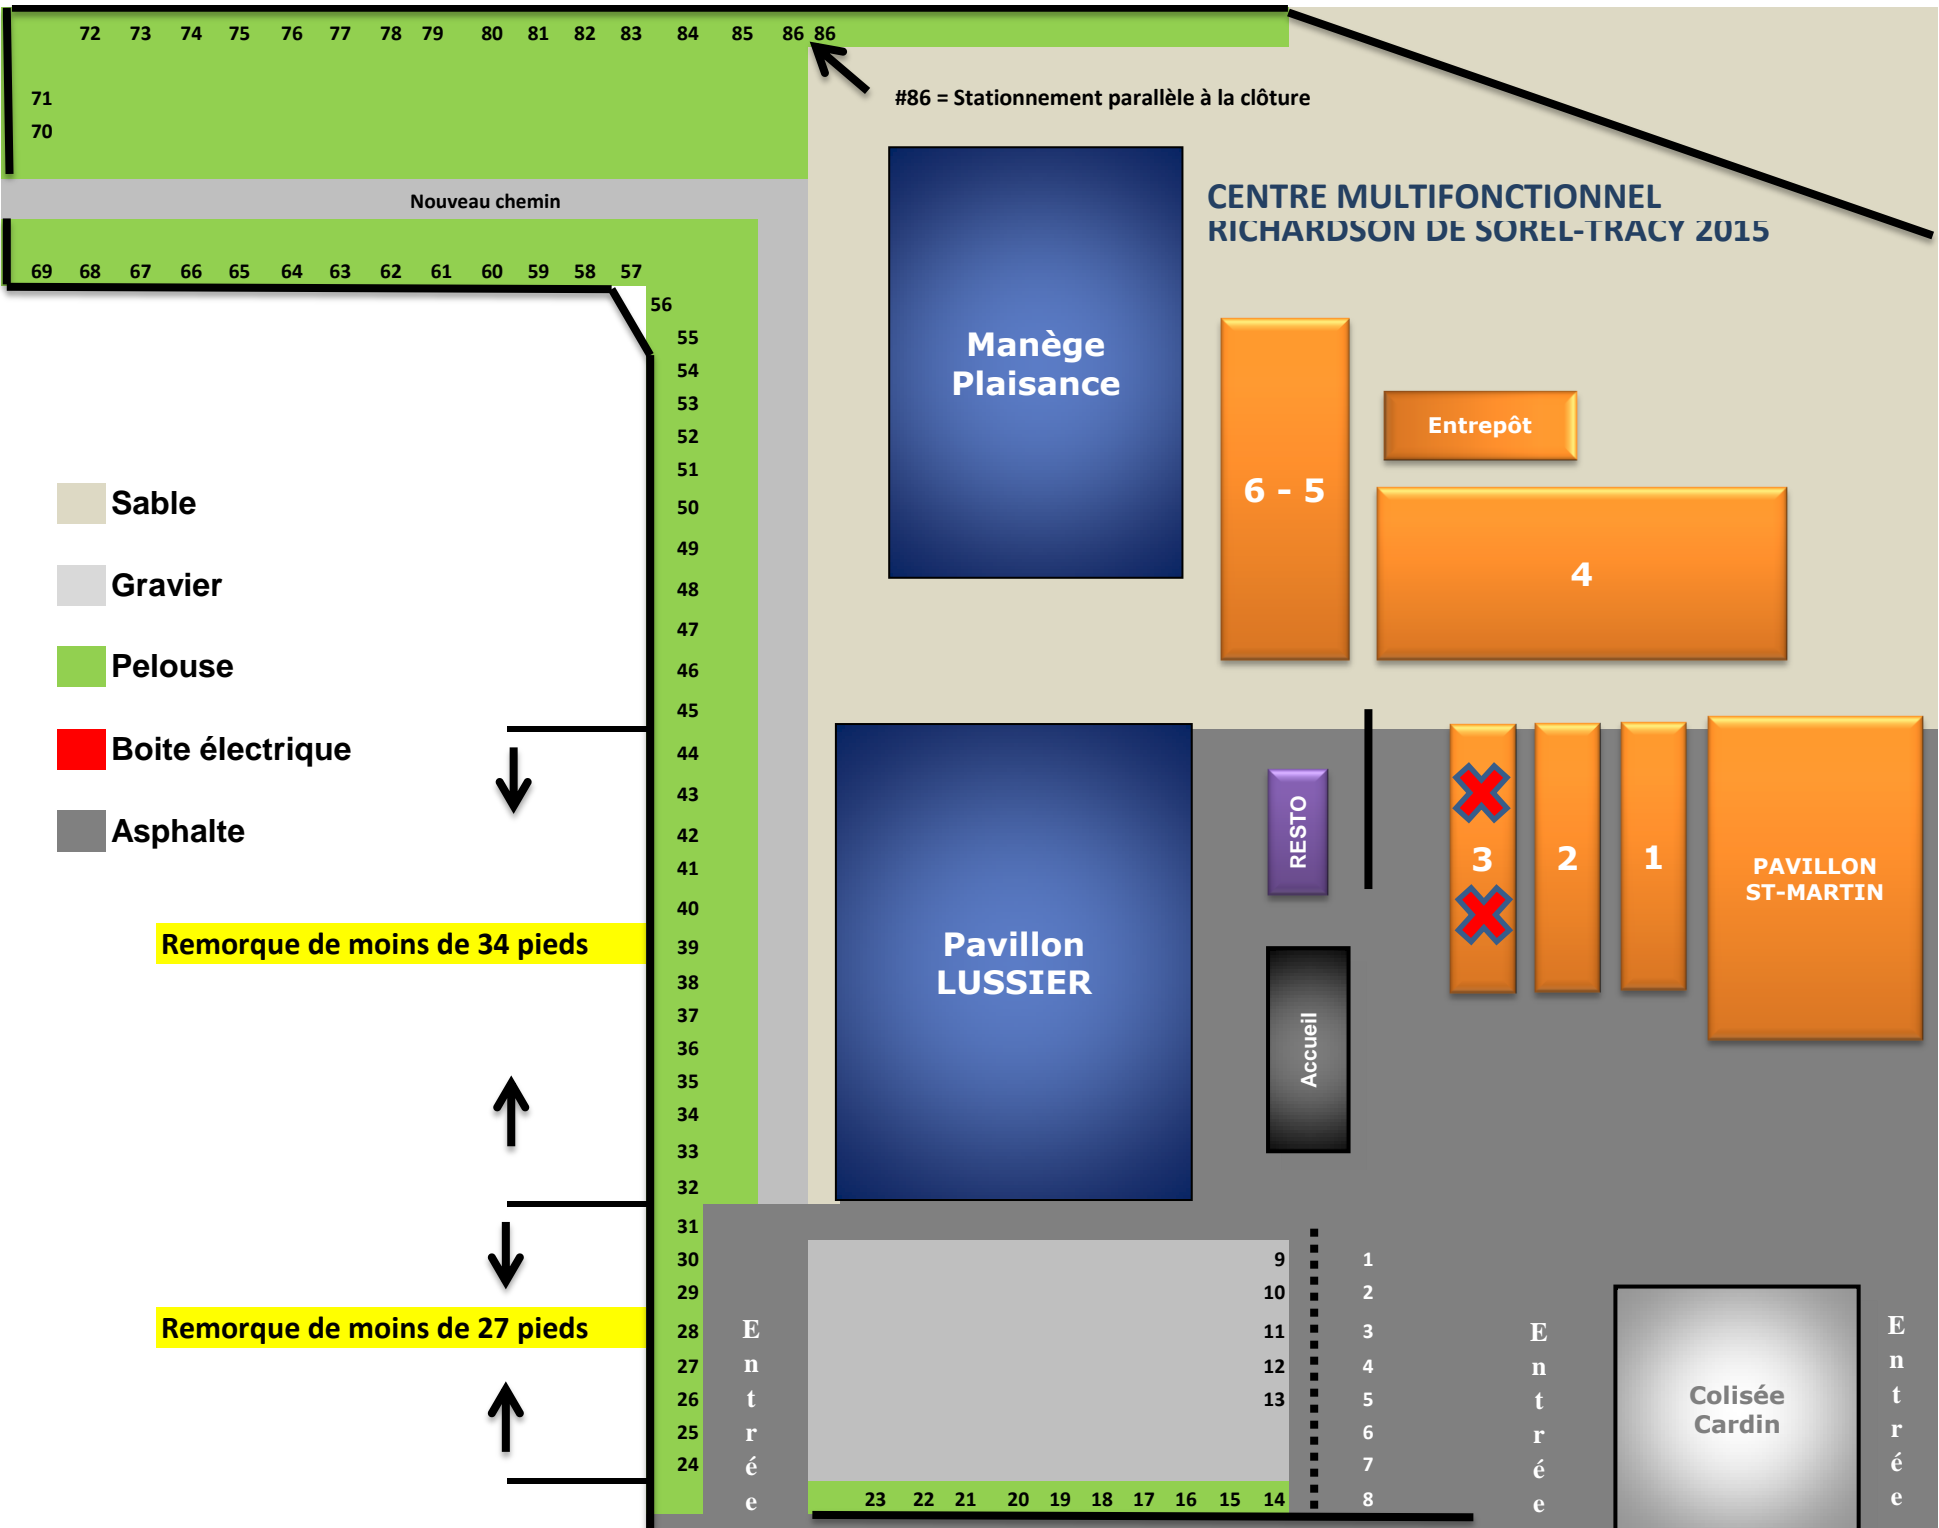 72 73 74 75 76 77 78 79 80 81 82 83 84 85 86 86
#86 = Stationnement parallèle à la clôture
71
70
CENTRE MULTIFONCTIONNEL
RICHARDSON DE SOREL-TRACY 2015
Nouveau chemin
69 68 67 66 65 64 63 62 61 60 59 58 57
56
55
54
53
52
51
50
49
48
47
46
45
44
43
42
41
40
39
38
37
36
35
34
33
32
31
30
29
28
27
26
25
24
Manège
Plaisance
6 - 5
Entrepôt
4
Sable
Gravier
Pelouse
Boite électrique
Asphalte
Remorque de moins de 34 pieds
Remorque de moins de 27 pieds
Pavillon
LUSSIER
RESTO
Accueil
3
2
1
PAVILLON
ST-MARTIN
Entrée
9
10
11
12
13
23 22 21 20 19 18 17 16 15 14
1
2
3
4
5
6
7
8
Entrée
Colisée
Cardin
Entrée